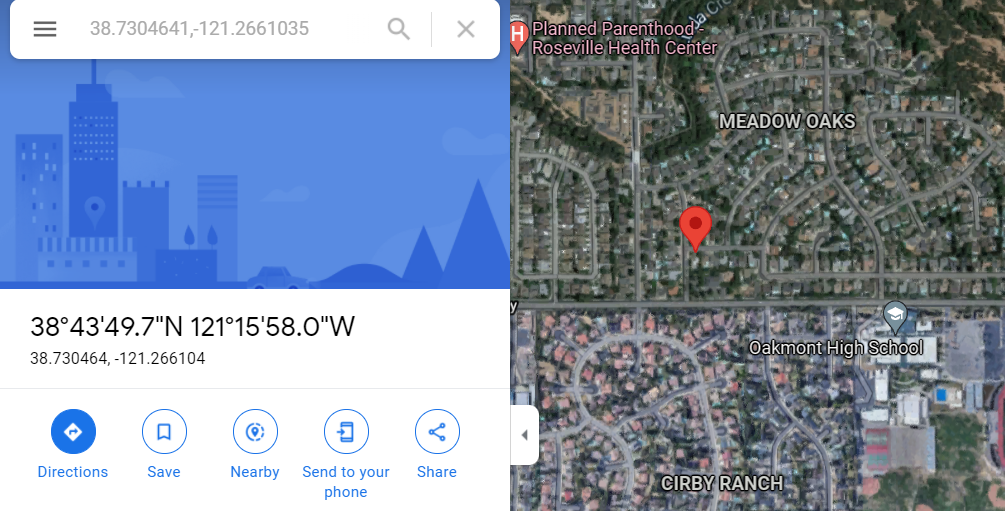 38.7304641,-121.2661035
38°43'49.7"N 121°15'58.0"W
38.730464, -121.266104
Directions
Save
Nearby
Send to your
phone
Share
H
Planned Parenthood -
Roseville Health Center
MEADOW OAKS
y
Oakmont High School
CIRBY RANCH